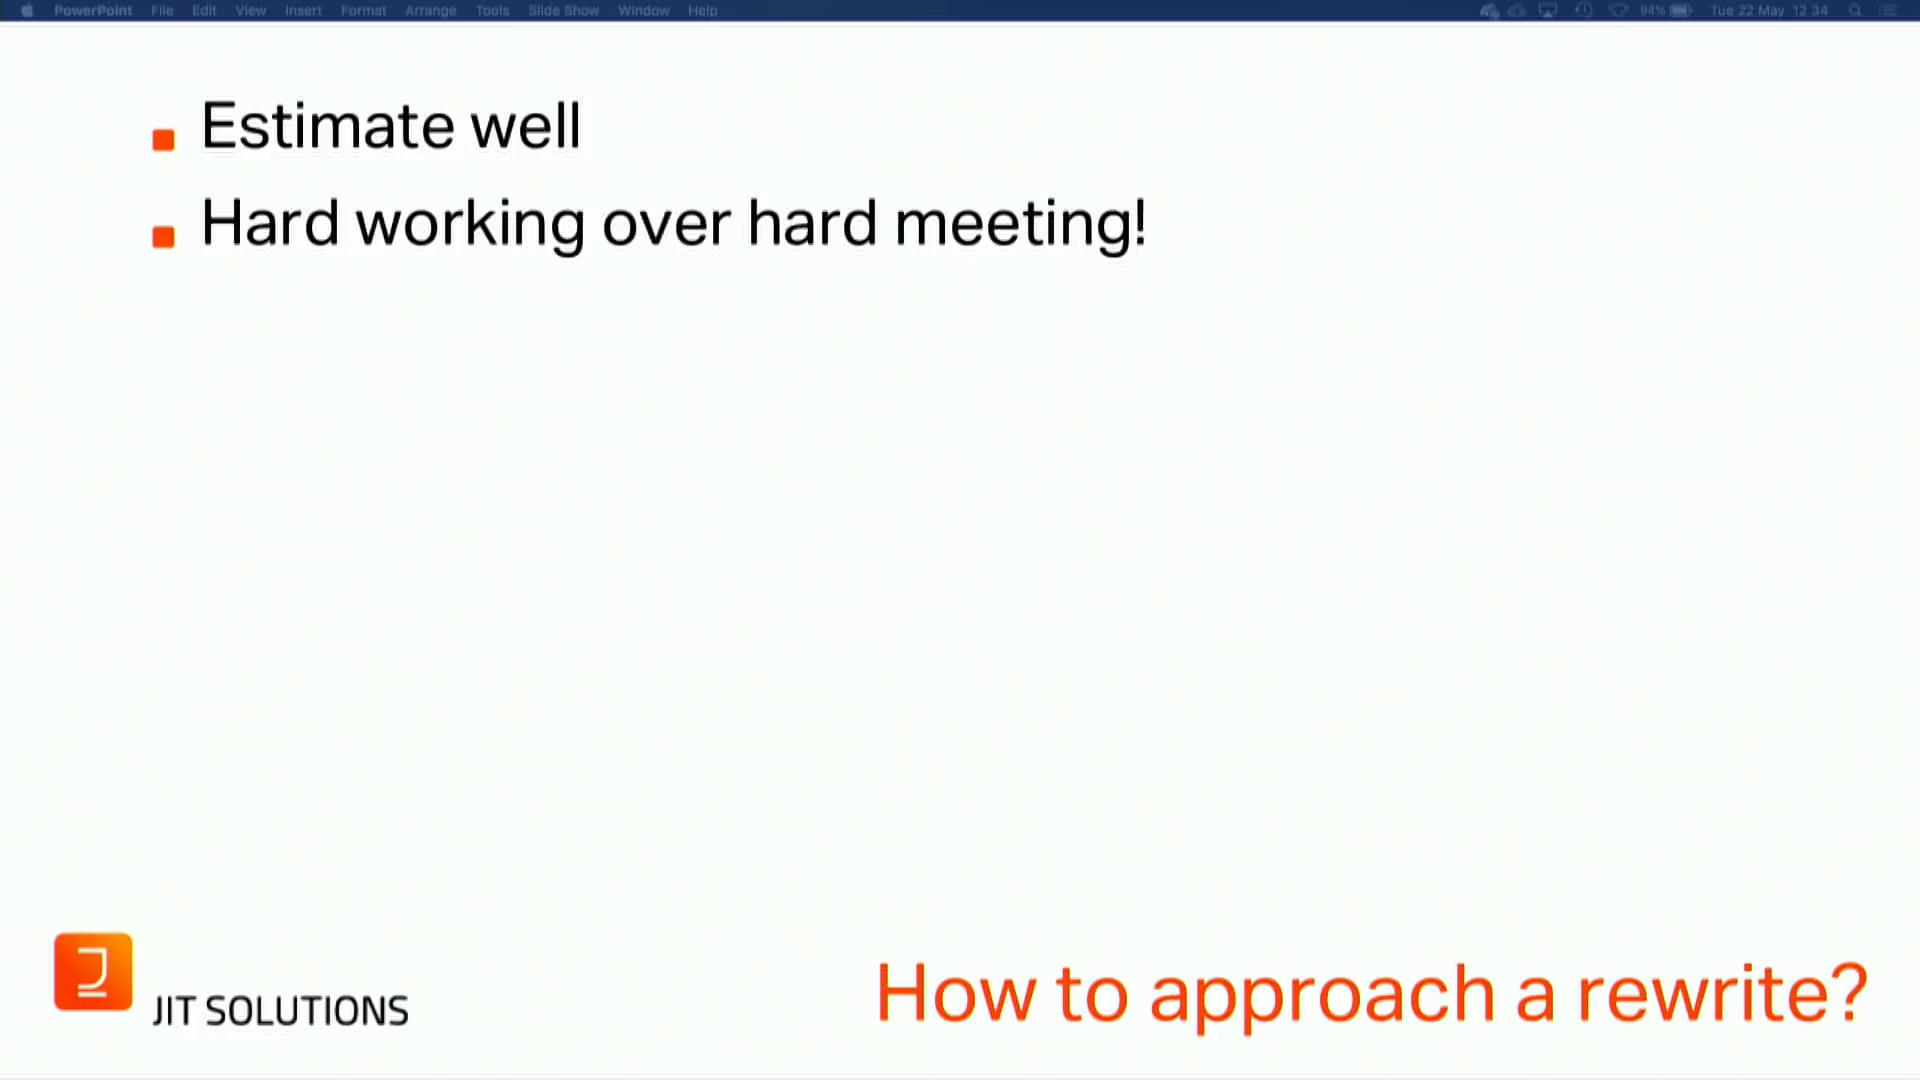 PowerPoint File Edit View Insert Format Arrange Tools Slide Show Window Help 94% Tue 22 May 12 34
Estimate well
Hard working over hard meeting!
JIT SOLUTIONS
How to approach a rewrite?